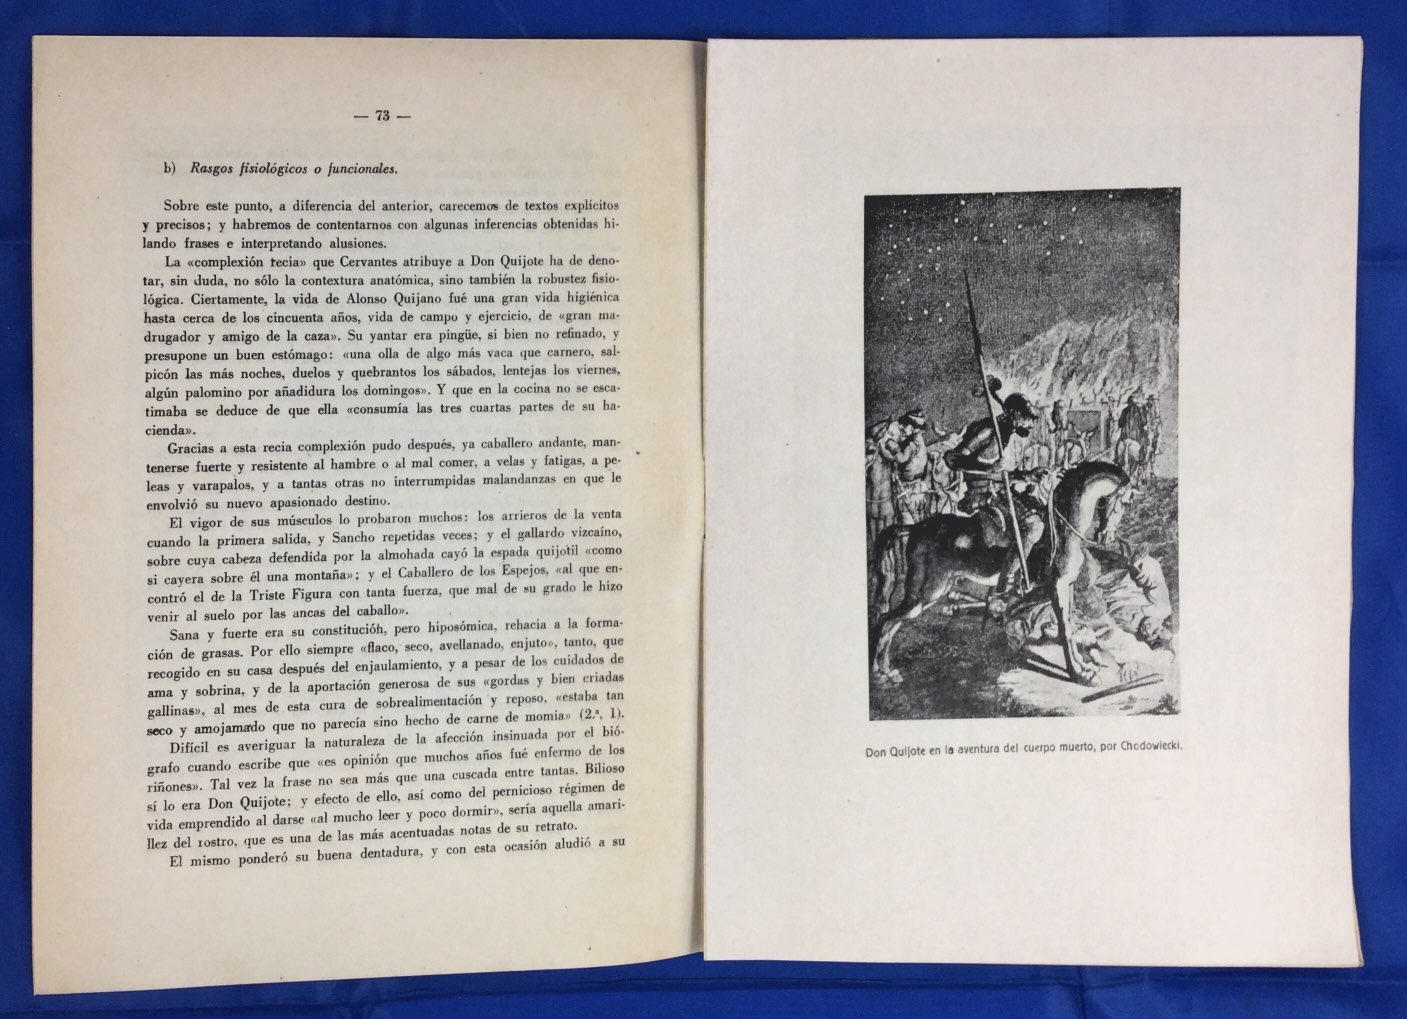 — 73 —
b) Rasgos fisiológicos o funcionales.
Sobre este punto, a diferencia del anterior, carecemos de textos explícitos
y precisos; y habremos de contentarnos con algunas inferencias obtenidas hi-
lando frases e interpretando alusiones.
La «complexión recia» que Cervantes atribuye a Don Quijote ha de deno-
tar, sin duda, no sólo la contextura anatómica, sino también la robustez fisio-
lógica. Ciertamente, la vida de Alonso Quijano fué una gran vida higiénica
hasta cerca de los cincuenta años, vida de campo y ejercicio, de «gran ma-
drugador y amigo de la caza». Su yantar era pingüe, si bien no refinado, y
presupone un buen estómago: «una olla de algo más vaca que carnero, sal-
picón las más noches, duelos y quebrantos los sábados, lentejas los viernes,
algún palomino por añadidura los domingos». Y que en la cocina no se esca-
timaba se deduce de que ella «consumía las tres cuartas partes de su ha-
cienda».
Gracias a esta recia complexión pudo después, ya caballero andante, man-
tenerse fuerte y resistente al hambre o al mal comer, a velas y fatigas, a pe-
leas y varapalos, y a tantas otras no interrumpidas malandanzas en que le
envolvió su nuevo apasionado destino.
El vigor de sus músculos lo probaron muchos: los arrieros de la venta
cuando la primera salida, y Sancho repetidas veces; y el gallardo vizcaíno,
sobre cuya cabeza defendida por la almohada cayó la espada quijotil «como
si cayera sobre él una montaña»; y el Caballero de los Espejos, «al que en-
contró el de la Triste Figura con tanta fuerza, que mal de su grado le hizo
venir al suelo por las ancas del caballo».
Sana y fuerte era su constitucióh, pero hiposómica, rehacia a la forma-
ción de grasas. Por ello siempre «flaco, seco, avellanado, enjuto», tanto, que
recogido en su casa después del enjaulamiento, y a pesar de los cuidados de
ama y sobrina, y de la aportación generosa de sus «gordas y bien criadas
gallinas», al mes de esta cura de sobrealimentación y reposo, «estaba tan
seco y amojamado que no parecía sino hecho de carne de momia» (2.ª, 1).
Difícil es averiguar la naturaleza de la afección insinuada por el bió-
grafo cuando escribe que «es opinión que muchos años fué enfermo de los
riñones». Tal vez la frase no sea más que una cuscada entre tantas. Bilioso
sí lo era Don Quijote; y efecto de ello, así como del pernicioso régimen de
vida emprendido al darse «al mucho leer y poco dormir», sería aquella amari-
llez del rostro, que es una de las más acentuadas notas de su retrato.
El mismo ponderó su buena dentadura, y con esta ocasión aludió a su
Don Quijote en la aventura del cuerpo muerto, por Chodowiecki.